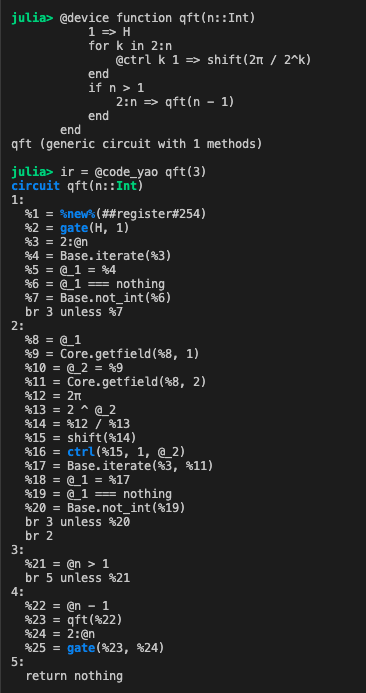 julia> @device function qft(n::Int)
           1 => H
           for k in 2:n
               @ctrl k 1 => shift(2π / 2^k)
           end
           if n > 1
               2:n => qft(n - 1)
           end
       end
qft (generic circuit with 1 methods)

julia> ir = @code_yao qft(3)
circuit qft(n::Int)
1:
  %1 = %new%(##register#254)
  %2 = gate(H, 1)
  %3 = 2:@n
  %4 = Base.iterate(%3)
  %5 = @_1 = %4
  %6 = @_1 === nothing
  %7 = Base.not_int(%6)
  br 3 unless %7
2:
  %8 = @_1
  %9 = Core.getfield(%8, 1)
  %10 = @_2 = %9
  %11 = Core.getfield(%8, 2)
  %12 = 2π
  %13 = 2 ^ @_2
  %14 = %12 / %13
  %15 = shift(%14)
  %16 = ctrl(%15, 1, @_2)
  %17 = Base.iterate(%3, %11)
  %18 = @_1 = %17
  %19 = @_1 === nothing
  %20 = Base.not_int(%19)
  br 3 unless %20
  br 2
3:
  %21 = @n > 1
  br 5 unless %21
4:
  %22 = @n - 1
  %23 = qft(%22)
  %24 = 2:@n
  %25 = gate(%23, %24)
5:
  return nothing